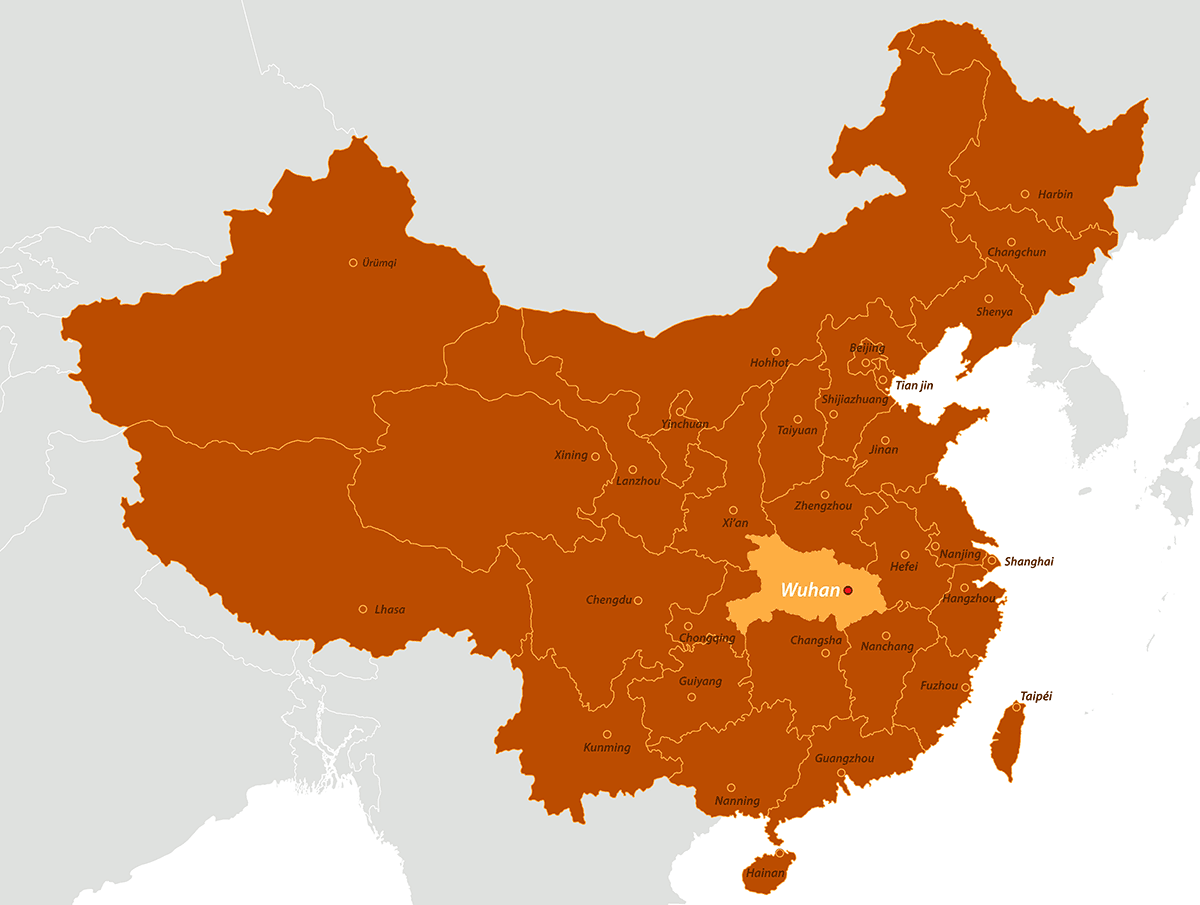 Harbin
Changchun
Ürümqi
Shenya
Beijing
Hohhot
Tian jin
Shijiazhuang
Yinchuan
Taiyuan
Jinan
Xining
Lanzhou
Zhengzhou
Xi'an
Nanjing
Shanghai
Hefei
Wuhan
Hangzhou
Chengdu
Lhasa
Chongqing
Changsha
Nanchang
Guiyang
Fuzhou
Taipéi
Kunming
Guangzhou
Nanning
Hainan